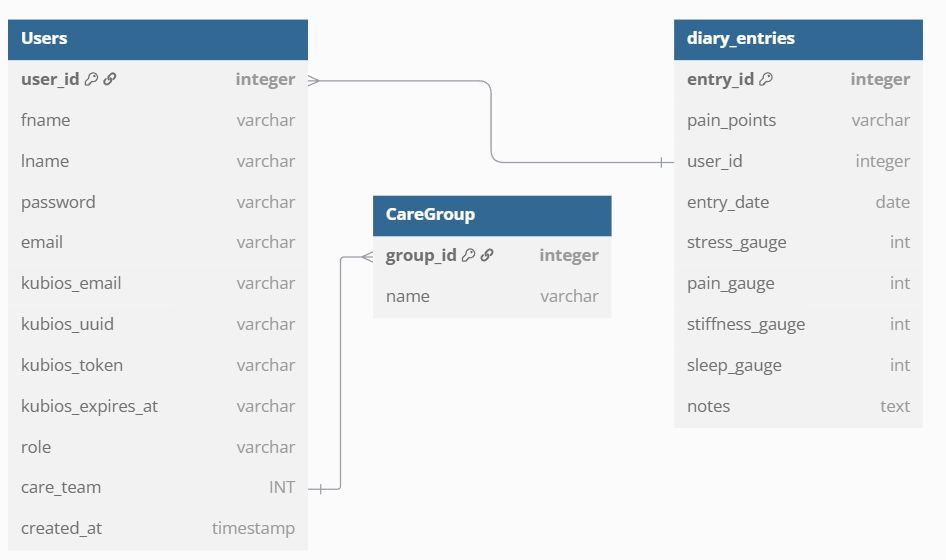 Users
user_id integer
fname varchar
lname varchar
password varchar
email varchar
kubios_email varchar
kubios_uuid varchar
kubios_token varchar
kubios_expires_at varchar
role varchar
care_team INT
created_at timestamp
CareGroup
group_id integer
name varchar
diary_entries
entry_id integer
pain_points varchar
user_id integer
entry_date date
stress_gauge int
pain_gauge int
stiffness_gauge int
sleep_gauge int
notes text